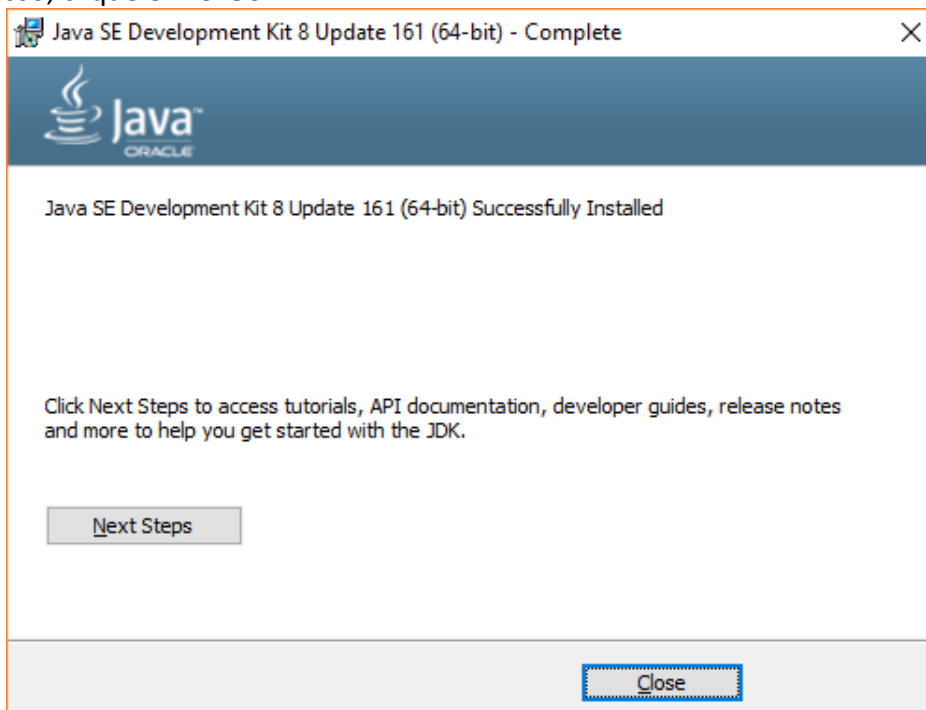 Java SE Development Kit 8 Update 161 (64-bit) - Complete
Java™
ORACLE
Java SE Development Kit 8 Update 161 (64-bit) Successfully Installed
Click Next Steps to access tutorials, API documentation, developer guides, release notes
and more to help you get started with the JDK.
Next Steps
Close